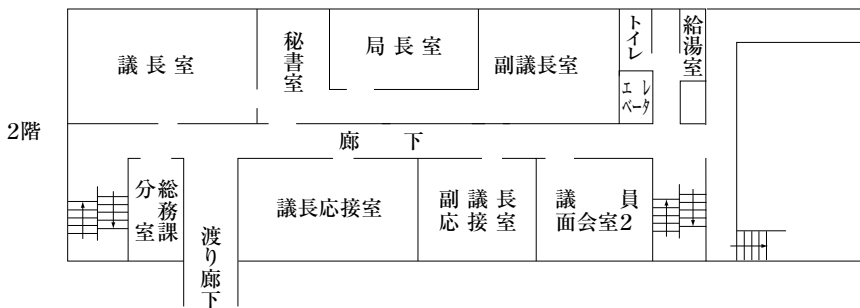 2階
議長室
秘書室
局長室
副議長室
トイレ
エレ
ベータ
給湯室
廊下
総務課
分室
渡り廊下
議長応接室
副議長
応接室
議員
面会室2